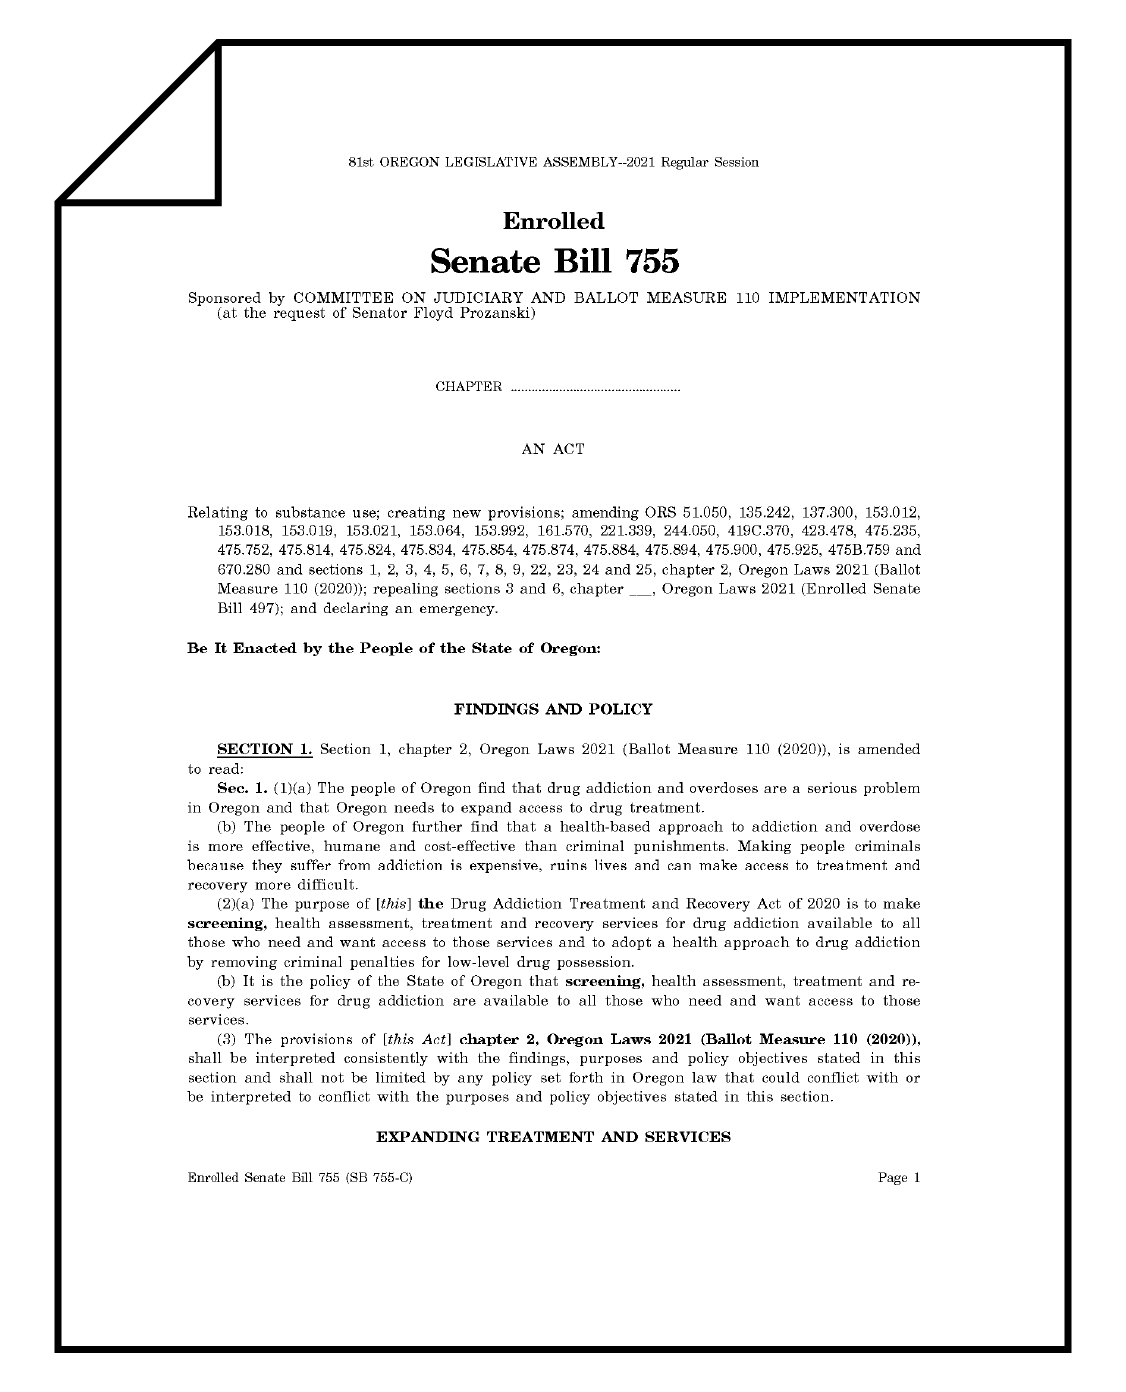 81st OREGON LEGISLATIVE ASSEMBLY--2021 Regular Session
Enrolled
Senate Bill 755
Sponsored by COMMITTEE ON JUDICIARY AND BALLOT MEASURE 110 IMPLEMENTATION
(at the request of Senator Floyd Prozanski)
CHAPTER .................................................
AN ACT
Relating to substance use; creating new provisions; amending ORS 51.050, 135.242, 137.300, 153.012,
153.018, 153.019, 153.021, 153.064, 153.992, 161.570, 221.339, 244.050, 419C.370, 423.478, 475.235,
475.752, 475.814, 475.824, 475.834, 475.854, 475.874, 475.884, 475.894, 475.900, 475.925, 475B.759 and
670.280 and sections 1, 2, 3, 4, 5, 6, 7, 8, 9, 22, 23, 24 and 25, chapter 2, Oregon Laws 2021 (Ballot
Measure 110 (2020)); repealing sections 3 and 6, chapter ___, Oregon Laws 2021 (Enrolled Senate
Bill 497); and declaring an emergency.
Be It Enacted by the People of the State of Oregon:
FINDINGS AND POLICY
SECTION 1. Section 1, chapter 2, Oregon Laws 2021 (Ballot Measure 110 (2020)), is amended
to read:
Sec. 1. (1)(a) The people of Oregon find that drug addiction and overdoses are a serious problem
in Oregon and that Oregon needs to expand access to drug treatment.
(b) The people of Oregon further find that a health-based approach to addiction and overdose
is more effective, humane and cost-effective than criminal punishments. Making people criminals
because they suffer from addiction is expensive, ruins lives and can make access to treatment and
recovery more difficult.
(2)(a) The purpose of [this] the Drug Addiction Treatment and Recovery Act of 2020 is to make
screening, health assessment, treatment and recovery services for drug addiction available to all
those who need and want access to those services and to adopt a health approach to drug addiction
by removing criminal penalties for low-level drug possession.
(b) It is the policy of the State of Oregon that screening, health assessment, treatment and re-
covery services for drug addiction are available to all those who need and want access to those
services.
(3) The provisions of [this Act] chapter 2, Oregon Laws 2021 (Ballot Measure 110 (2020)),
shall be interpreted consistently with the findings, purposes and policy objectives stated in this
section and shall not be limited by any policy set forth in Oregon law that could conflict with or
be interpreted to conflict with the purposes and policy objectives stated in this section.
EXPANDING TREATMENT AND SERVICES
Enrolled Senate Bill 755 (SB 755-C) Page 1